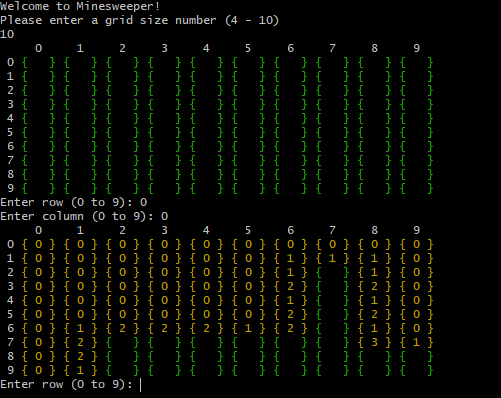 Welcome to Minesweeper!
Please enter a grid size number (4 - 10)
10
      0     1     2     3     4     5     6     7     8     9
 0 {   } {   } {   } {   } {   } {   } {   } {   } {   } {   }
 1 {   } {   } {   } {   } {   } {   } {   } {   } {   } {   }
 2 {   } {   } {   } {   } {   } {   } {   } {   } {   } {   }
 3 {   } {   } {   } {   } {   } {   } {   } {   } {   } {   }
 4 {   } {   } {   } {   } {   } {   } {   } {   } {   } {   }
 5 {   } {   } {   } {   } {   } {   } {   } {   } {   } {   }
 6 {   } {   } {   } {   } {   } {   } {   } {   } {   } {   }
 7 {   } {   } {   } {   } {   } {   } {   } {   } {   } {   }
 8 {   } {   } {   } {   } {   } {   } {   } {   } {   } {   }
 9 {   } {   } {   } {   } {   } {   } {   } {   } {   } {   }
Enter row (0 to 9): 0
Enter column (0 to 9): 0
      0     1     2     3     4     5     6     7     8     9
 0 { 0 } { 0 } { 0 } { 0 } { 0 } { 0 } { 0 } { 0 } { 0 } { 0 }
 1 { 0 } { 0 } { 0 } { 0 } { 0 } { 0 } { 1 } { 1 } { 1 } { 0 }
 2 { 0 } { 0 } { 0 } { 0 } { 0 } { 0 } { 1 } {   } { 1 } { 0 }
 3 { 0 } { 0 } { 0 } { 0 } { 0 } { 0 } { 2 } {   } { 2 } { 0 }
 4 { 0 } { 0 } { 0 } { 0 } { 0 } { 0 } { 1 } {   } { 1 } { 0 }
 5 { 0 } { 0 } { 0 } { 0 } { 0 } { 0 } { 2 } {   } { 2 } { 0 }
 6 { 0 } { 1 } { 2 } { 2 } { 2 } { 1 } { 2 } {   } { 1 } { 0 }
 7 { 0 } { 2 } {   } {   } {   } {   } {   } {   } { 3 } { 1 }
 8 { 0 } { 2 } {   } {   } {   } {   } {   } {   } {   } {   }
 9 { 0 } { 1 } {   } {   } {   } {   } {   } {   } {   } {   }
Enter row (0 to 9):